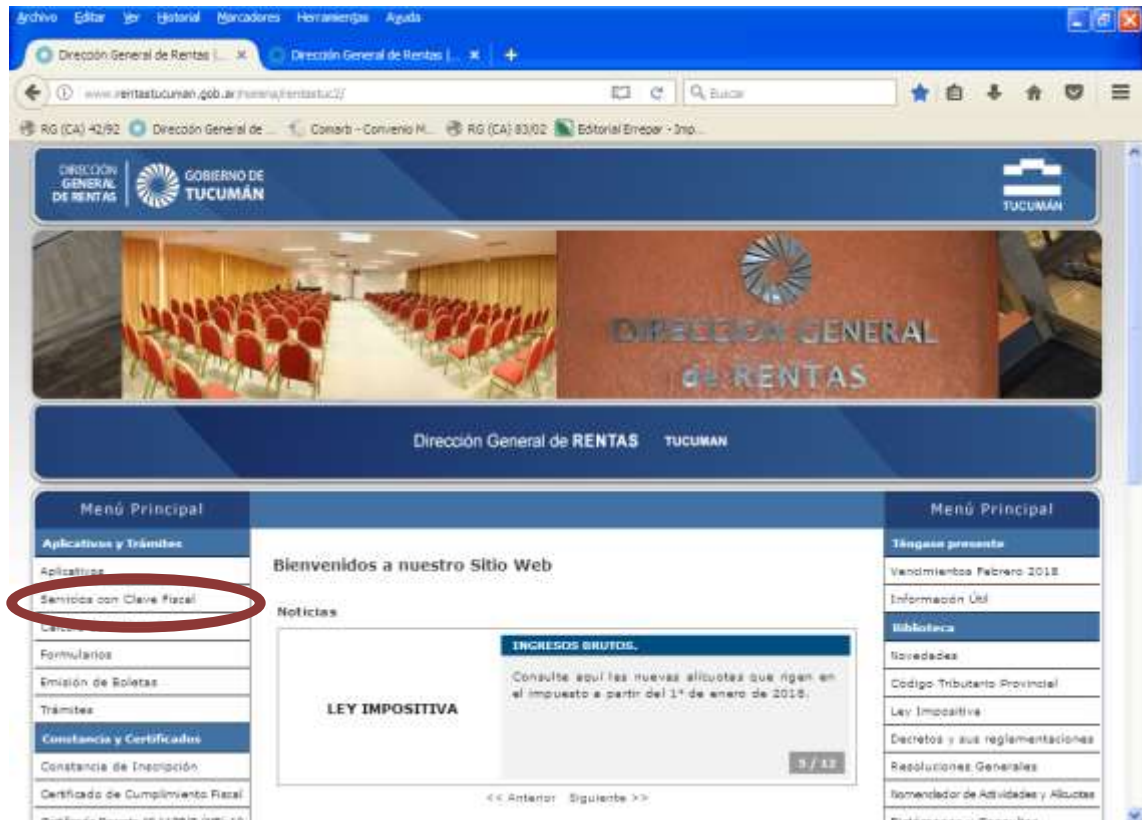 Archivo Editar Ver Historial Marcadores Herramientas Ayuda
Dirección General de Rentas |... × Dirección General de Rentas |... × +
www.rentastucuman.gob.ar/nomina/rentastuc2/ Buscar
RG (CA) 42/92 Dirección General de ... Comarb - Convenio M... RG (CA) 83/02 Editorial Errepar - Imp...
DIRECCIÓN
GENERAL
DE RENTAS
GOBIERNO DE
TUCUMÁN
TUCUMÁN
DIRECCION GENERAL
de RENTAS
Dirección General de RENTAS TUCUMAN
Menú Principal
Aplicativos y Trámites
Aplicativos
Servicios con Clave Fiscal
Formularios
Emisión de Boletas
Trámites
Constancia y Certificados
Constancia de Inscripción
Certificado de Cumplimiento Fiscal
Bienvenidos a nuestro Sitio Web
Noticias
LEY IMPOSITIVA
INGRESOS BRUTOS.
Consulte aquí las nuevas alícuotas que rigen en
el impuesto a partir del 1º de enero de 2018.
5 / 12
<< Anterior Siguiente >>
Menú Principal
Téngase presente
Vencimientos Febrero 2018
Información Útil
Biblioteca
Novedades
Código Tributario Provincial
Ley Impositiva
Decretos y sus reglamentaciones
Resoluciones Generales
Nomenclador de Actividades y Alícuotas